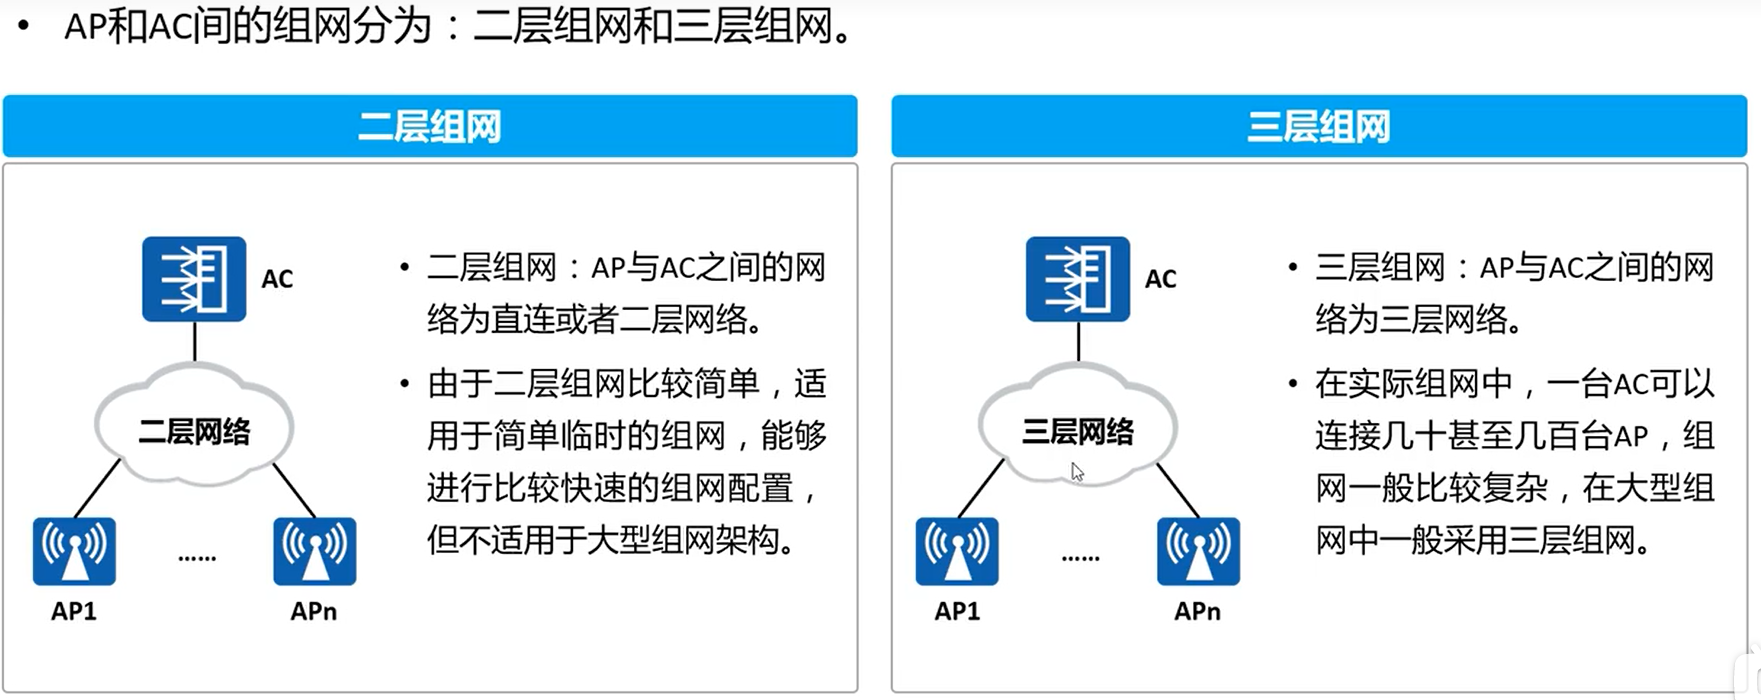 • AP和AC间的组网分为：二层组网和三层组网。
二层组网
AC
二层网络
AP1
……
APn
• 二层组网：AP与AC之间的网
络为直连或者二层网络。
• 由于二层组网比较简单，适
用于简单临时的组网，能够
进行比较快速的组网配置，
但不适用于大型组网架构。
三层组网
AC
三层网络
AP1
……
APn
• 三层组网：AP与AC之间的网
络为三层网络。
• 在实际组网中，一台AC可以
连接几十甚至几百台AP，组
网一般比较复杂，在大型组
网中一般采用三层组网。